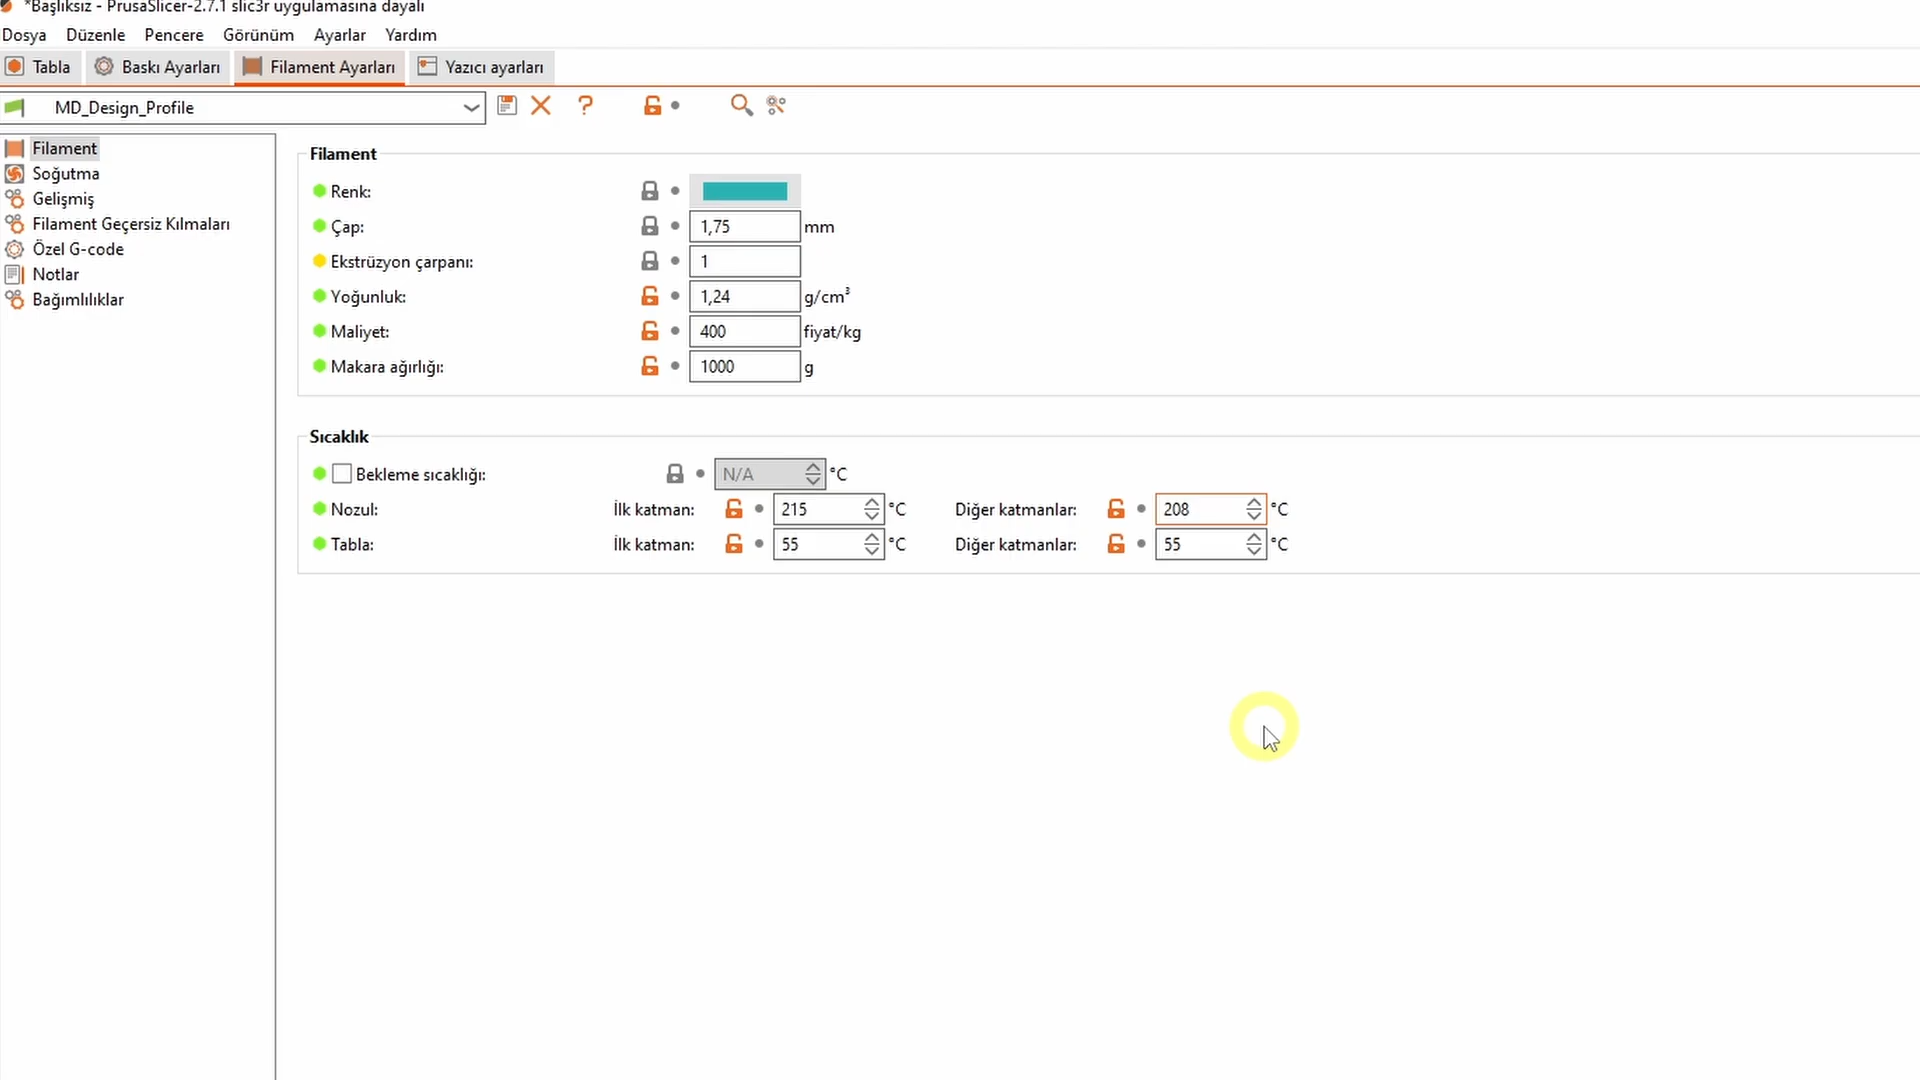 *Başlıksız - PrusaSlicer-2.7.1 slic3r uygulamasına dayalı
Dosya Düzenle Pencere Görünüm Ayarlar Yardım
Tabla Baskı Ayarları Filament Ayarları Yazıcı ayarları
MD_Design_Profile
Filament
Soğutma
Gelişmiş
Filament Geçersiz Kılmaları
Özel G-code
Notlar
Bağımlılıklar
Filament
Renk:
Çap: 1,75 mm
Ekstrüzyon çarpanı: 1
Yoğunluk: 1,24 g/cm³
Maliyet: 400 fiyat/kg
Makara ağırlığı: 1000 g
Sıcaklık
Bekleme sıcaklığı: N/A °C
Nozul: İlk katman: 215 °C Diğer katmanlar: 208 °C
Tabla: İlk katman: 55 °C Diğer katmanlar: 55 °C